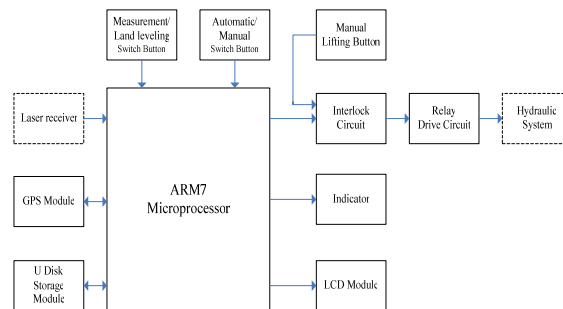 Measurement/
Land leveling
Switch Button
Automatic/
Manual
Switch Button
Manual
Lifting Button
Laser receiver
Interlock
Circuit
Relay
Drive Circuit
Hydraulic
System
GPS Module
ARM7
Microprocessor
Indicator
U Disk
Storage
Module
LCD Module